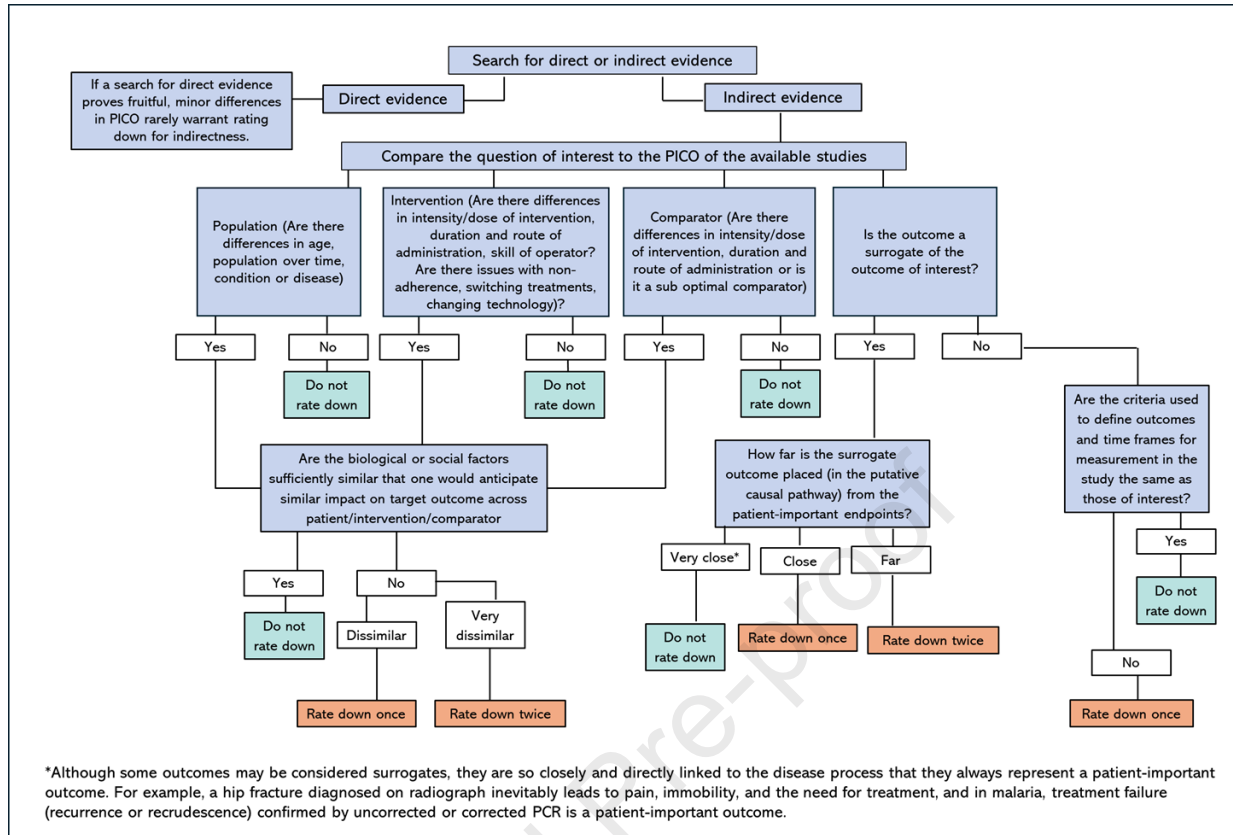 Search for direct or indirect evidence
If a search for direct evidence
proves fruitful, minor differences
in PICO rarely warrant rating
down for indirectness.
Direct evidence
Indirect evidence
Compare the question of interest to the PICO of the available studies
Population (Are there
differences in age,
population over time,
condition or disease)
Intervention (Are there differences
in intensity/dose of intervention,
duration and route of
administration, skill of operator?
Are there issues with non-
adherence, switching treatments,
changing technology)?
Comparator (Are there
differences in intensity/dose
of intervention, duration and
route of administration or is
it a sub optimal comparator)
Is the outcome a
surrogate of the
outcome of interest?
Yes
No
Yes
No
Yes
No
Yes
No
Do not
rate down
Do not
rate down
Do not
rate down
Are the biological or social factors
sufficiently similar that one would anticipate
similar impact on target outcome across
patient/intervention/comparator
How far is the surrogate
outcome placed (in the putative
causal pathway) from the
patient-important endpoints?
Are the criteria used
to define outcomes
and time frames for
measurement in the
study the same as
those of interest?
Yes
No
Do not
rate down
Dissimilar
Very
dissimilar
Rate down once
Rate down twice
Very close*
Close
Far
Do not
rate down
Rate down once
Rate down twice
Yes
Do not
rate down
No
Rate down once
Pre-proof
*Although some outcomes may be considered surrogates, they are so closely and directly linked to the disease process that they always represent a patient-important
outcome. For example, a hip fracture diagnosed on radiograph inevitably leads to pain, immobility, and the need for treatment, and in malaria, treatment failure
(recurrence or recrudescence) confirmed by uncorrected or corrected PCR is a patient-important outcome.